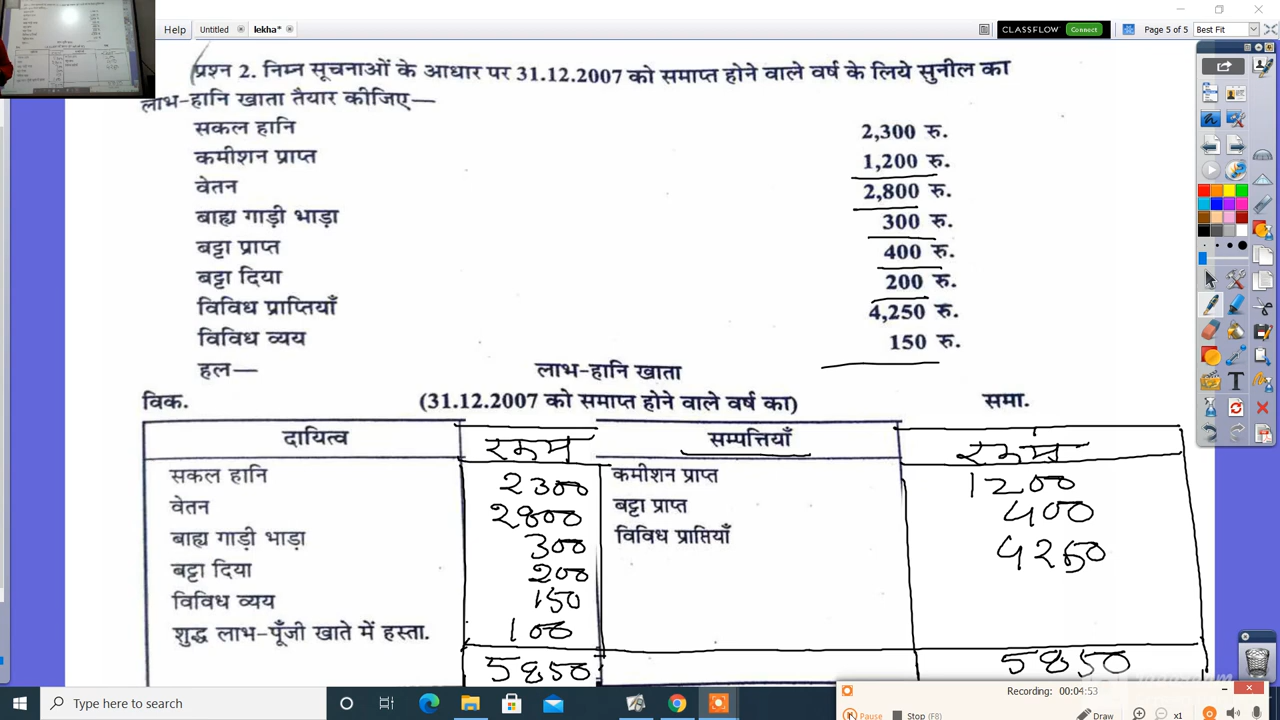 Help
Untitled
lekha*
CLASSFLOW
Connect
Page 5 of 5
Best Fit
प्रश्न 2. निम्न सूचनाओं के आधार पर 31.12.2007 को समाप्त होने वाले वर्ष के लिये सुनील का
लाभ-हानि खाता तैयार कीजिए—
सकल हानि 2,300 रु.
कमीशन प्राप्त 1,200 रु.
वेतन 2,800 रु.
बाह्य गाड़ी भाड़ा 300 रु.
बट्टा प्राप्त 400 रु.
बट्टा दिया 200 रु.
विविध प्राप्तियाँ 4,250 रु.
विविध व्यय 150 रु.
हल— लाभ-हानि खाता
विक. (31.12.2007 को समाप्त होने वाले वर्ष का) समा.
दायित्व रकम सम्पत्तियाँ रकम
सकल हानि 2300 कमीशन प्राप्त 1200
वेतन 2800 बट्टा प्राप्त 400
बाह्य गाड़ी भाड़ा 300 विविध प्राप्तियाँ 4250
बट्टा दिया 200
विविध व्यय 150
शुद्ध लाभ-पूँजी खाते में हस्ता. 100
5850 5850
Recording: 00:04:53
Type here to search
Pause
Stop (F8)
Draw
x1